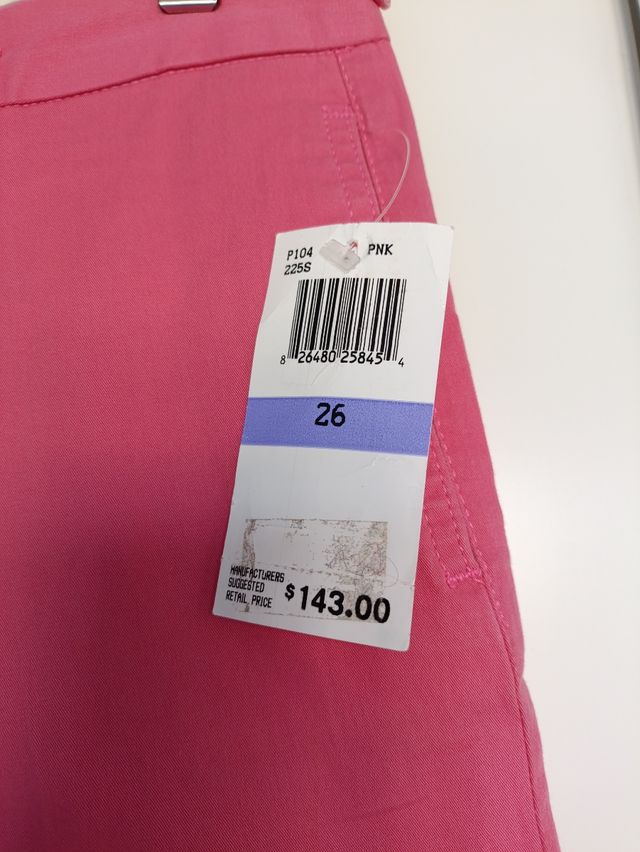 P104 PNK
225S
8 26480 25845 4
26
MANUFACTURERS
SUGGESTED
RETAIL PRICE $143.00